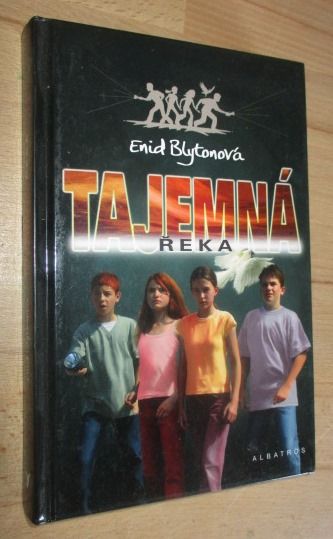 Enid Blytonová
TAJEMNÁ
ŘEKA
ALBATROS